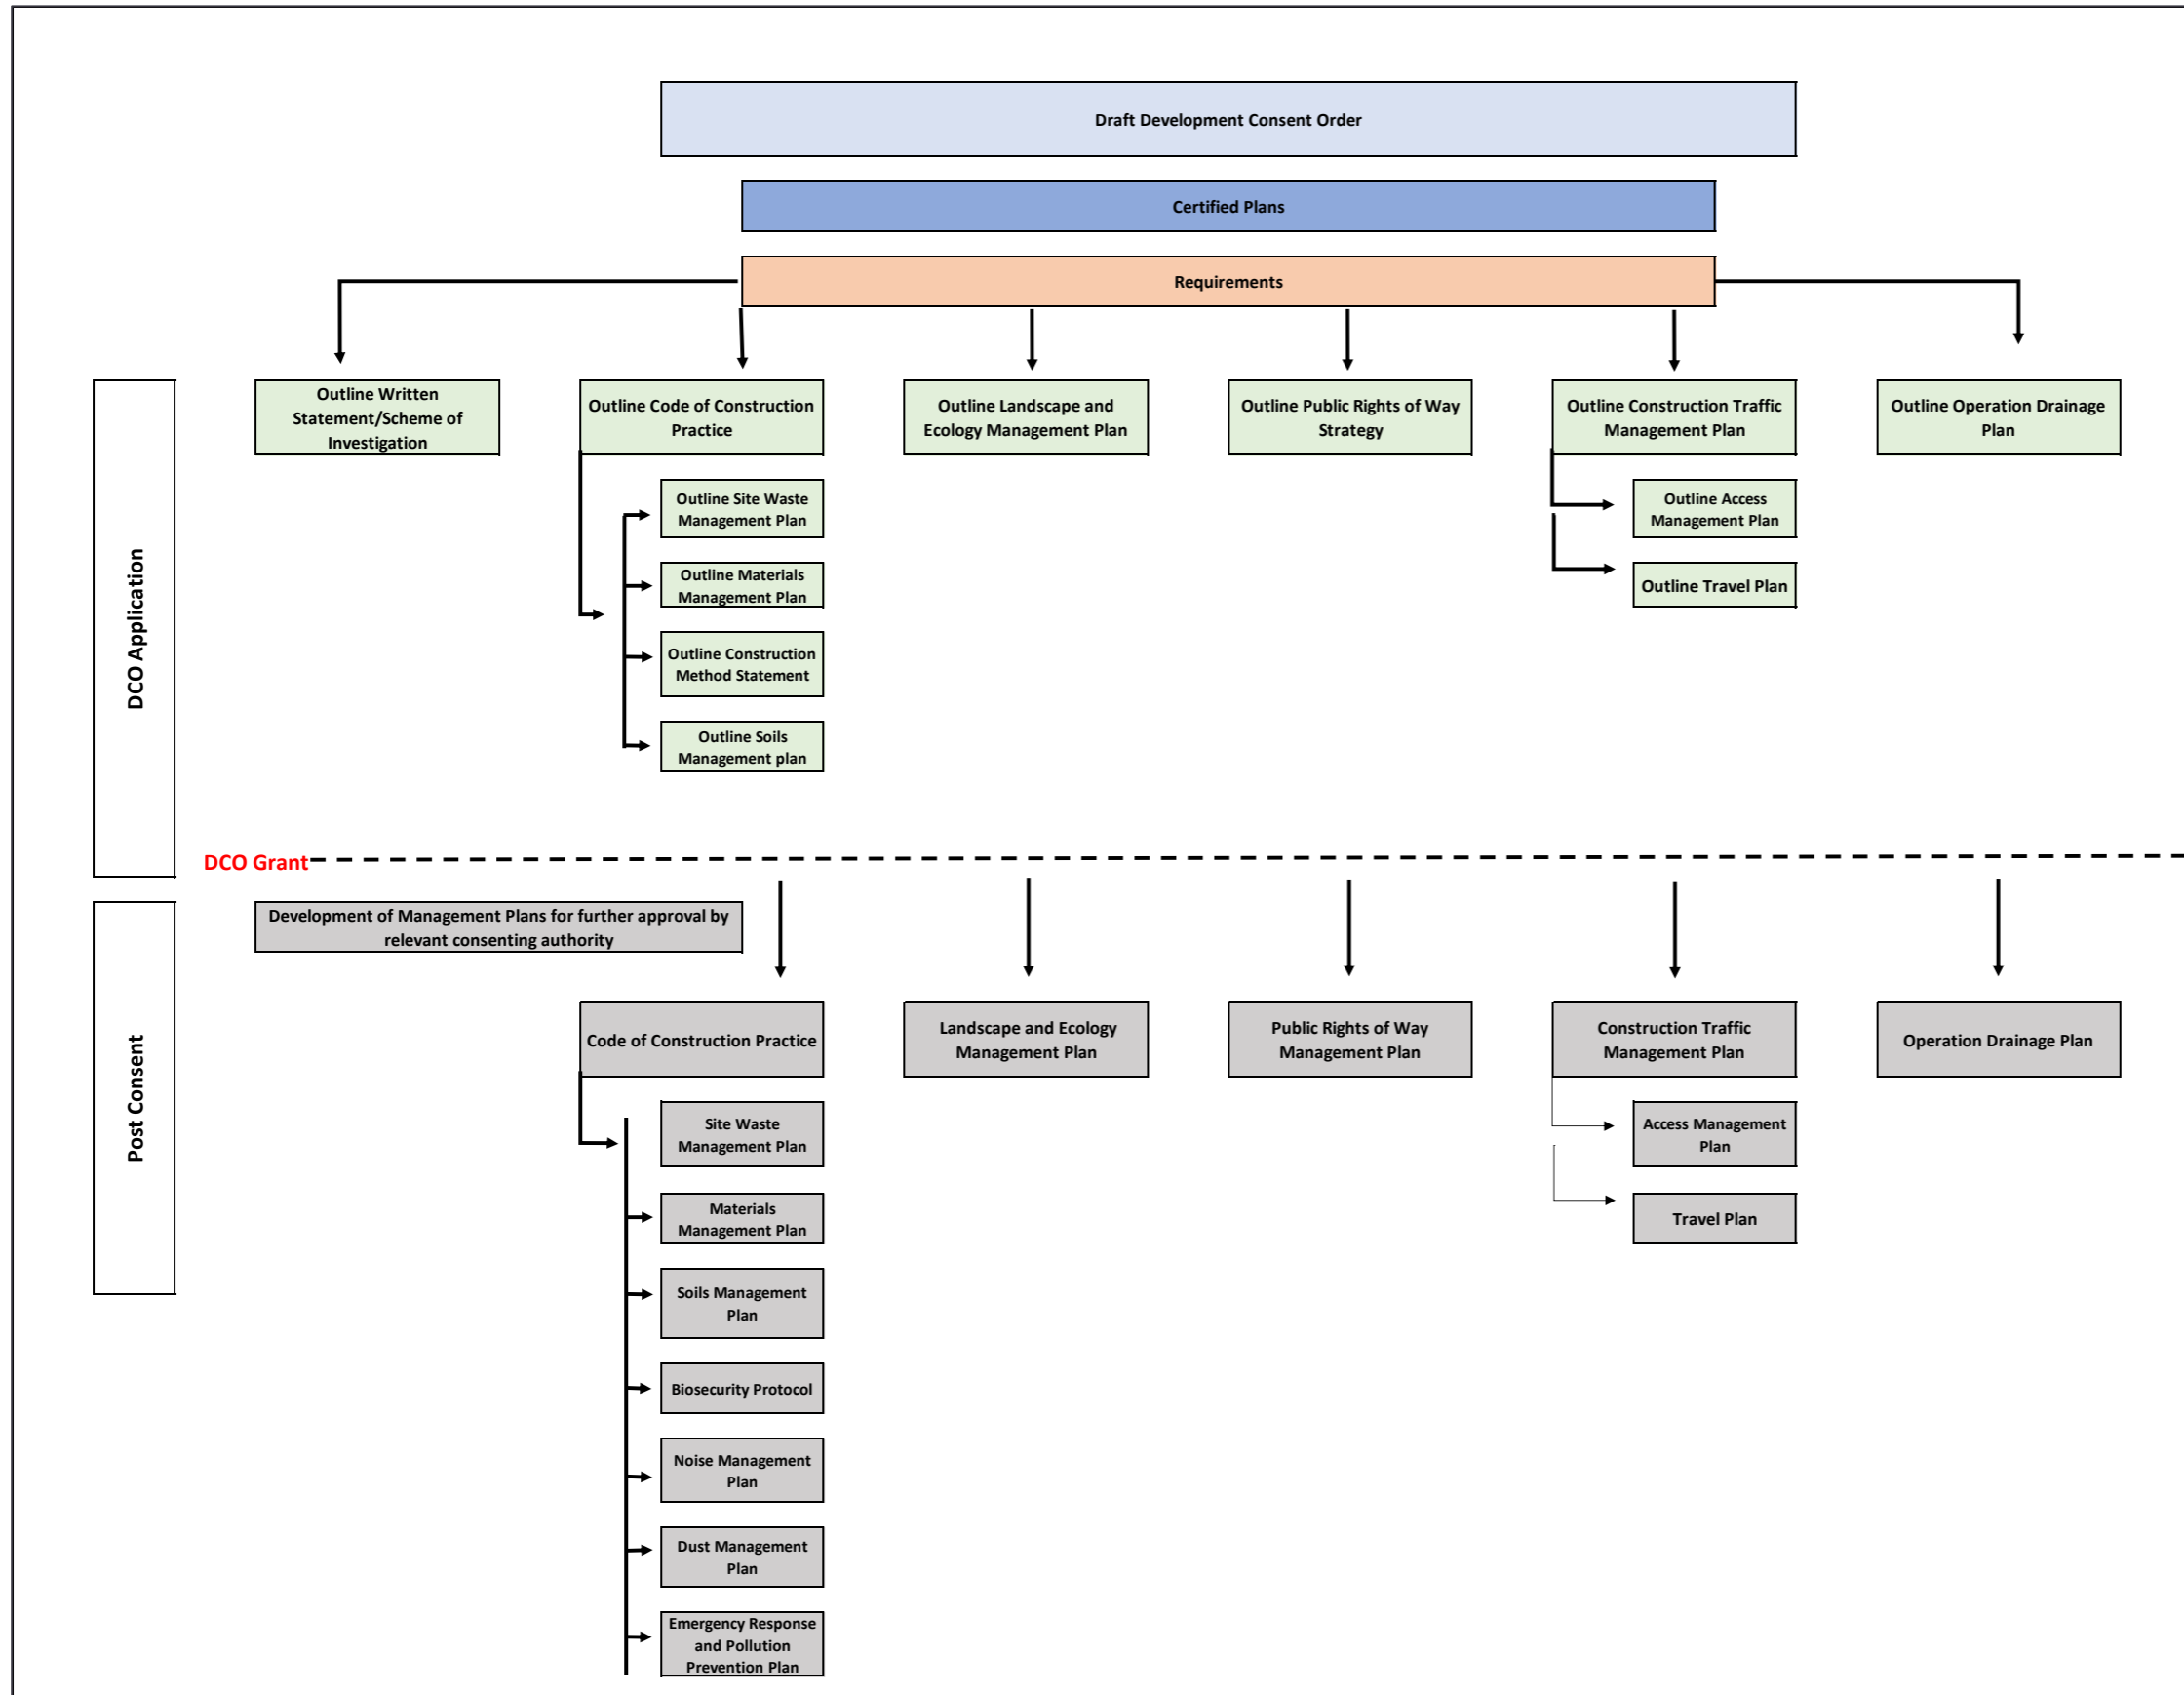 Draft Development Consent Order
Certified Plans
Requirements
DCO Application
Outline Written
Statement/Scheme of
Investigation
Outline Code of Construction
Practice
Outline Landscape and
Ecology Management Plan
Outline Public Rights of Way
Strategy
Outline Construction Traffic
Management Plan
Outline Operation Drainage
Plan
Outline Site Waste
Management Plan
Outline Materials
Management Plan
Outline Construction
Method Statement
Outline Soils
Management plan
Outline Access
Management Plan
Outline Travel Plan
DCO Grant
Post Consent
Development of Management Plans for further approval by
relevant consenting authority
Code of Construction Practice
Landscape and Ecology
Management Plan
Public Rights of Way
Management Plan
Construction Traffic
Management Plan
Operation Drainage Plan
Site Waste
Management Plan
Materials
Management Plan
Soils Management
Plan
Biosecurity Protocol
Noise Management
Plan
Dust Management
Plan
Emergency Response
and Pollution
Prevention Plan
Access Management
Plan
Travel Plan